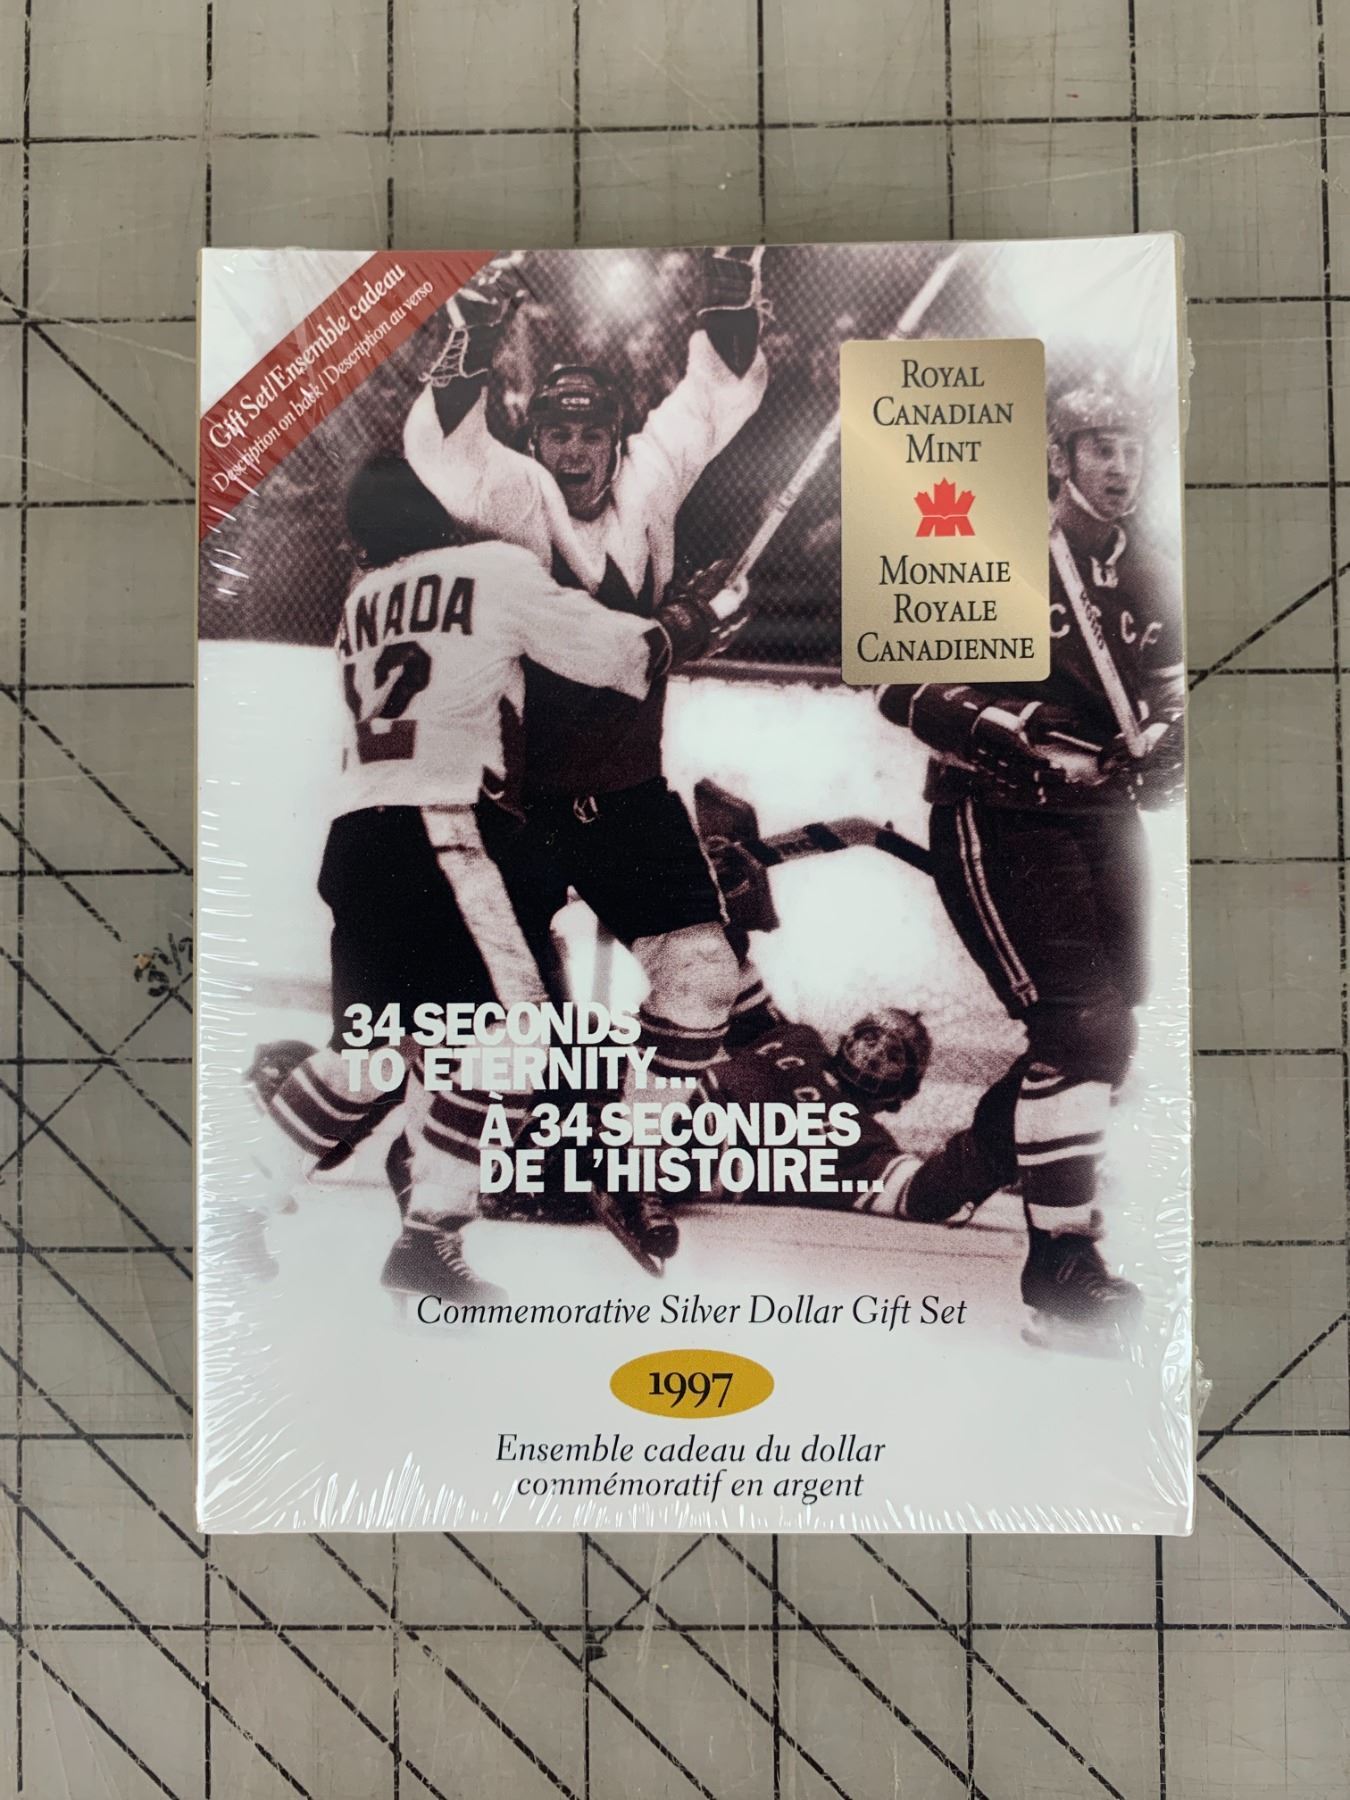 Gift Set/Ensemble cadeau
Description on back / Description au verso
ROYAL
CANADIAN
MINT
MONNAIE
ROYALE
CANADIENNE
CCM
ANADA
12
CCCP
34 SECONDS
TO ETERNITY...
À 34 SECONDES
DE L'HISTOIRE...
Commemorative Silver Dollar Gift Set
1997
Ensemble cadeau du dollar
commémoratif en argent